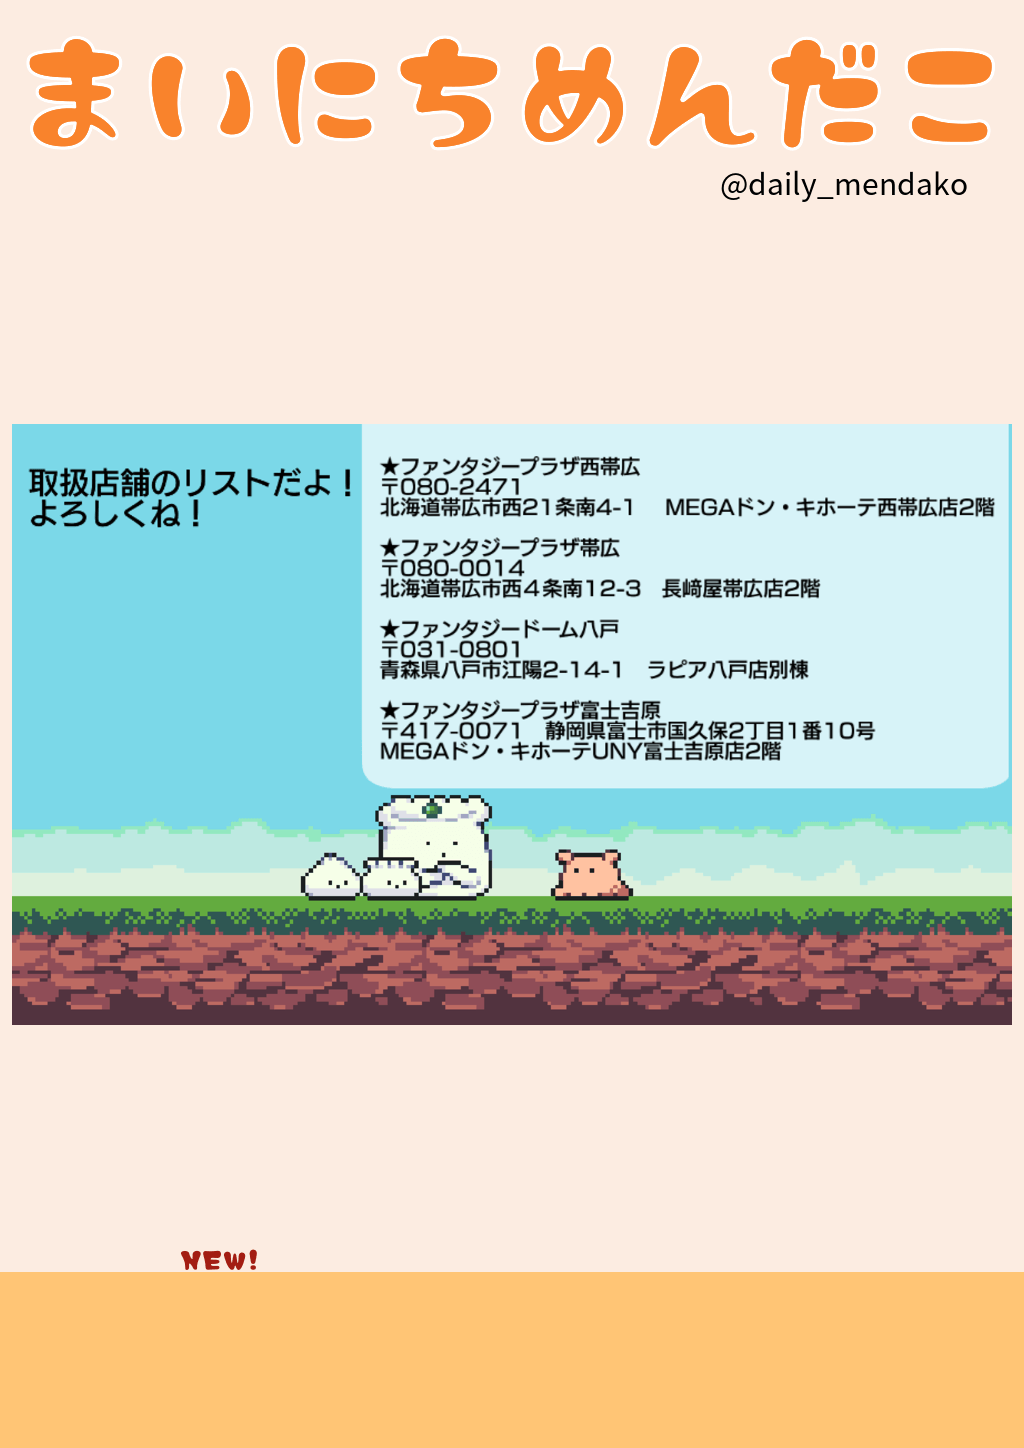 まいにちめんだこ
@daily_mendako
取扱店舗のリストだよ！
よろしくね！
★ファンタジープラザ西帯広
〒080-2471
北海道帯広市西21条南4-1　MEGAドン・キホーテ西帯広店2階
★ファンタジープラザ帯広
〒080-0014
北海道帯広市西４条南12-3　長﨑屋帯広店2階
★ファンタジードーム八戸
〒031-0801
青森県八戸市江陽2-14-1　ラピア八戸店別棟
★ファンタジープラザ富士吉原
〒417-0071　静岡県富士市国久保2丁目1番10号
MEGAドン・キホーテUNY富士吉原店2階
NEW!